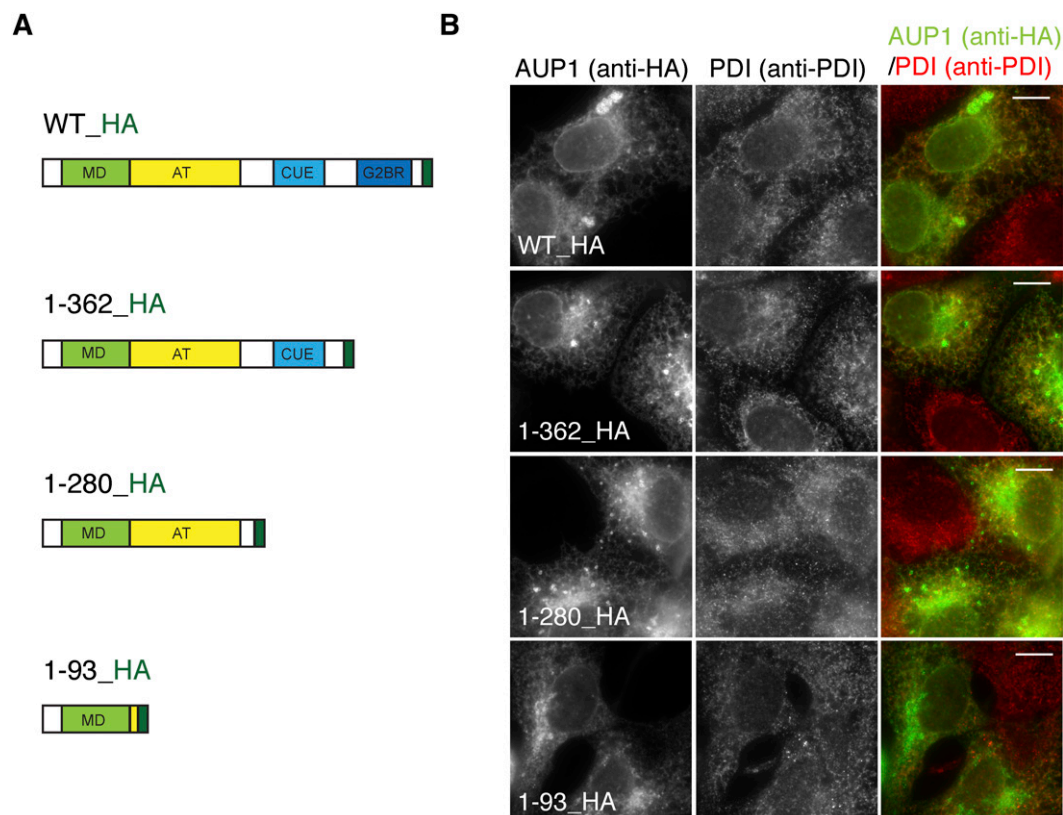 A
WT_HA
MD AT CUE G2BR
1-362_HA
MD AT CUE
1-280_HA
MD AT
1-93_HA
MD
B
AUP1 (anti-HA) PDI (anti-PDI) AUP1 (anti-HA)
/PDI (anti-PDI)
WT_HA
1-362_HA
1-280_HA
1-93_HA